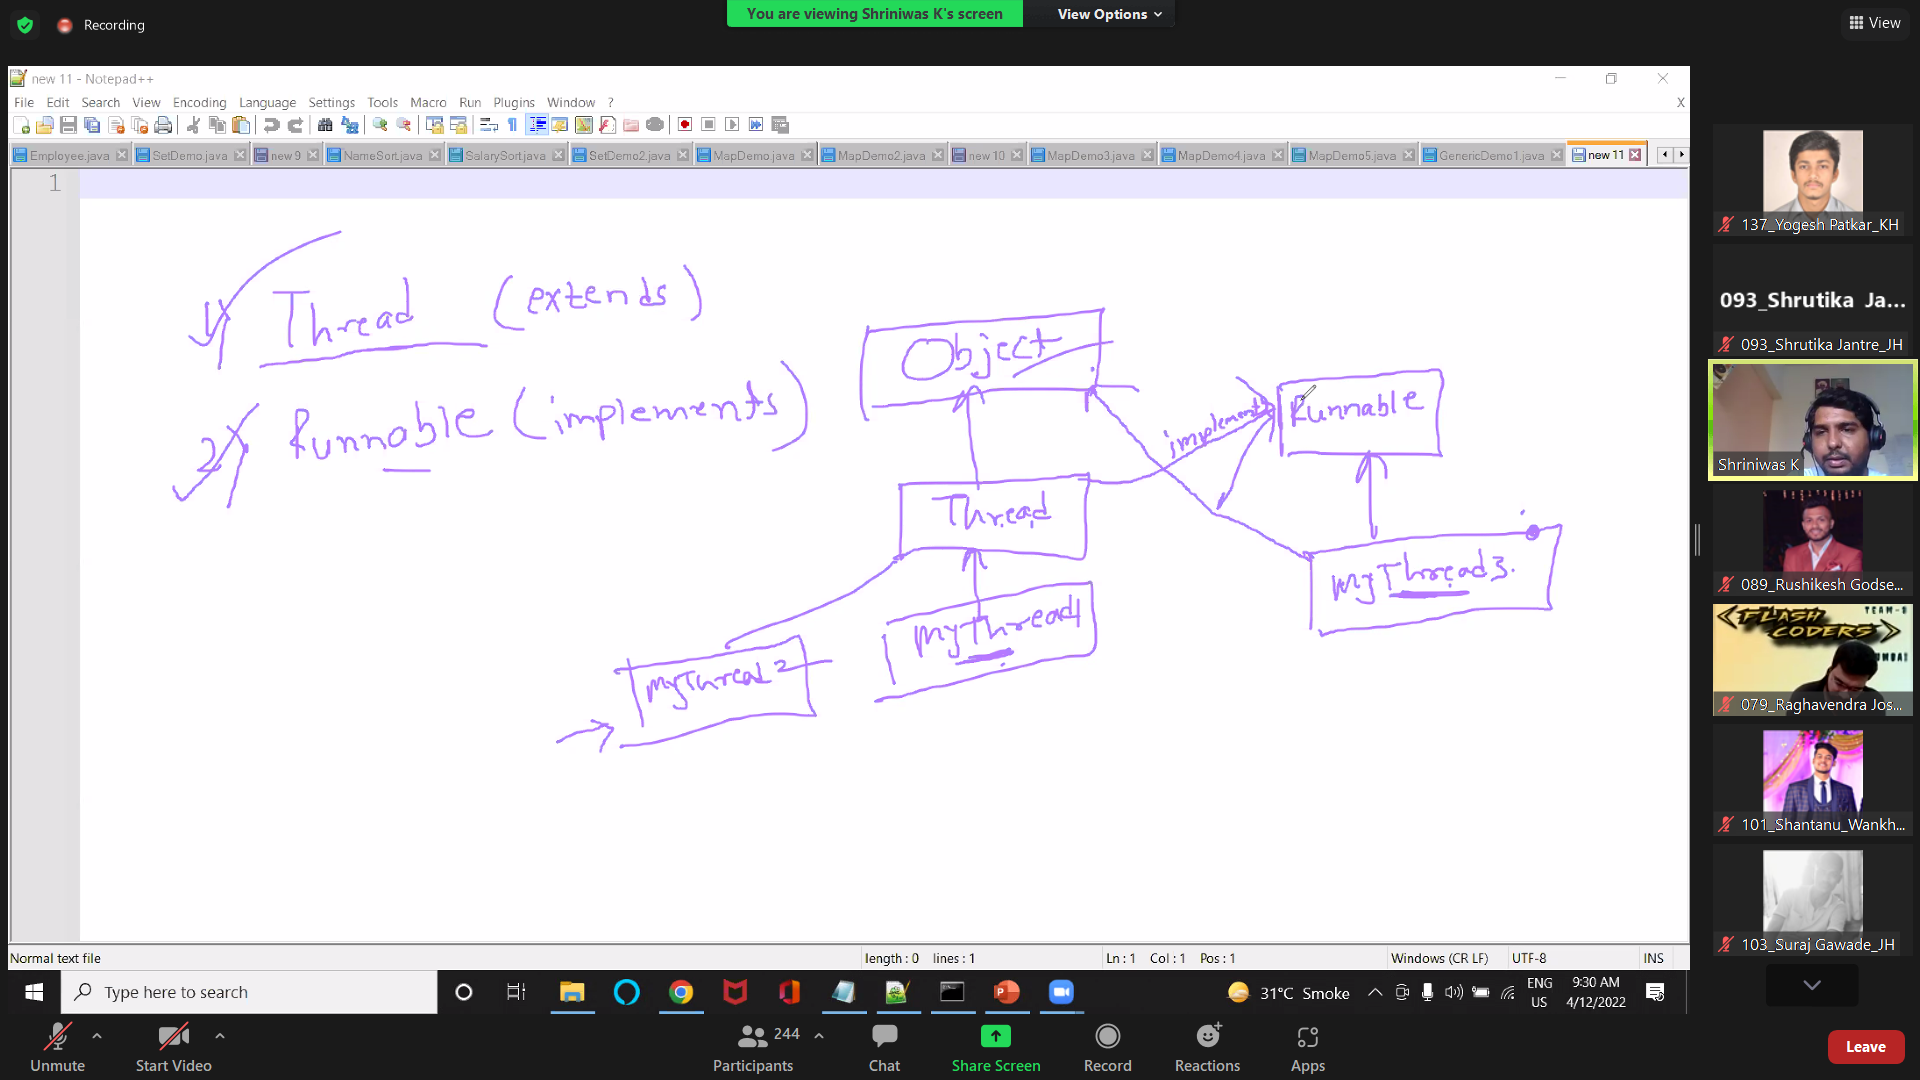 Recording
You are viewing Shriniwas K's screen
View Options
View
new 11 - Notepad++
File Edit Search View Encoding Language Settings Tools Macro Run Plugins Window ?
X
Employee.java SetDemo.java new 9 NameSort.java SalarySort.java SetDemo2.java MapDemo.java MapDemo2.java new 10 MapDemo3.java MapDemo4.java MapDemo5.java GenericDemo1.java new 11
1
1) Thread (extends)
2) Runnable (implements)
Object
implements
Runnable
Thread
MyThread3.
MyThread1
MyThread2
137_Yogesh Patkar_KH
093_Shrutika Ja...
093_Shrutika Jantre_JH
Shriniwas K
089_Rushikesh Godse...
FLASH CODERS
TEAM-
079_Raghavendra Jos...
101_Shantanu_Wankh...
103_Suraj Gawade_JH
Normal text file
length : 0 lines : 1
Ln : 1 Col : 1 Pos : 1
Windows (CR LF)
UTF-8
INS
Type here to search
31°C Smoke
ENG
US
9:30 AM
4/12/2022
Unmute
Start Video
244
Participants
Chat
Share Screen
Record
Reactions
Apps
Leave